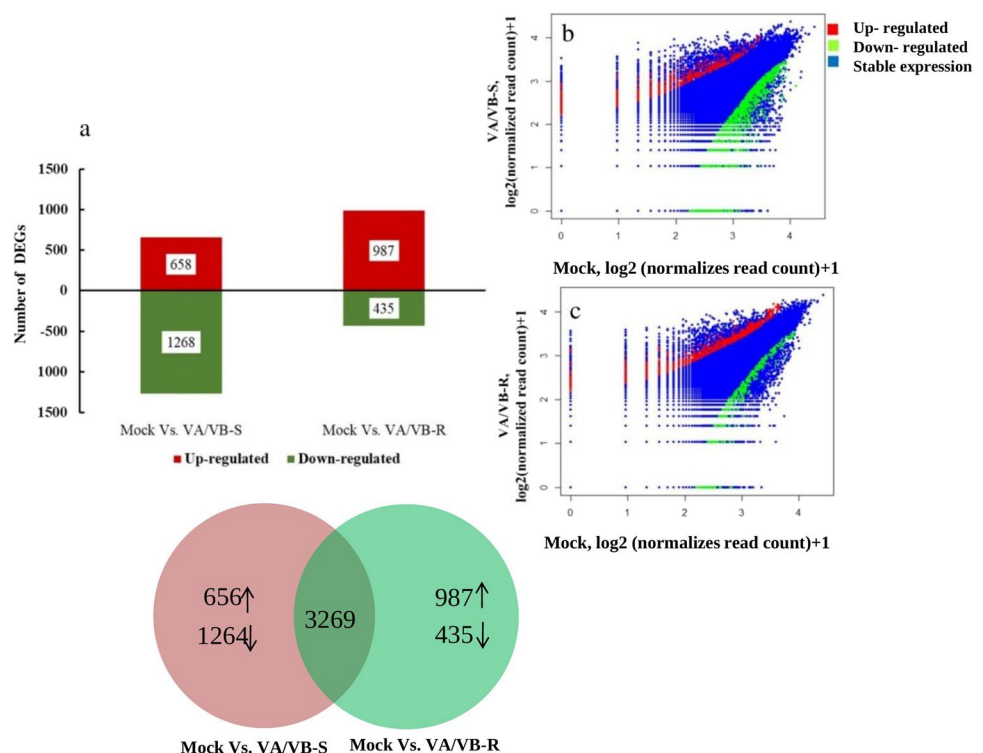 a
1500
1000
500
0
-500
1000
1500
Number of DEGs
658
1268
987
435
Mock Vs. VA/VB-S
Mock Vs. VA/VB-R
Up-regulated
Down-regulated
b
VA/VB-S,
log2(normalized read count)+1
4
3
2
1
0
0 1 2 3 4
Mock, log2 (normalizes read count)+1
Up- regulated
Down- regulated
Stable expression
c
VA/VB-R,
log2(normalized read count)+1
4
3
2
1
0
0 1 2 3 4
Mock, log2 (normalizes read count)+1
656↑
1264↓
3269
987↑
435↓
Mock Vs. VA/VB-S
Mock Vs. VA/VB-R